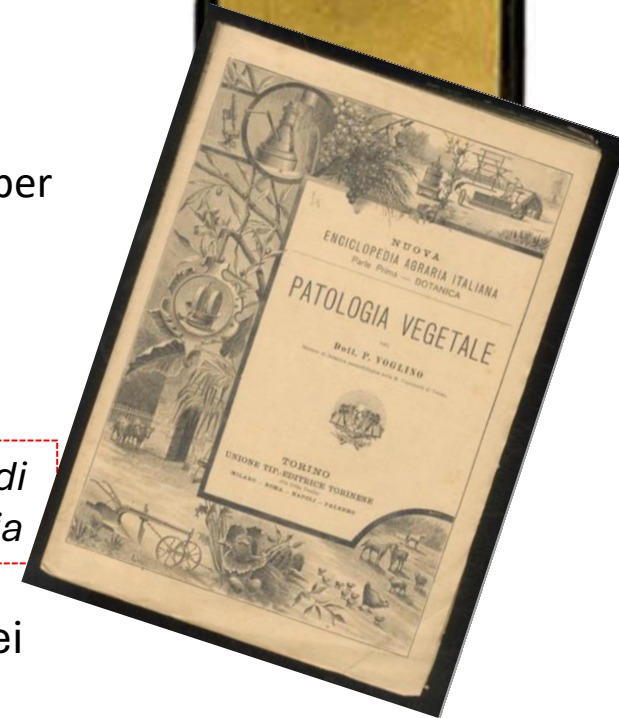 per
di
ia
ei
NUOVA
ENCICLOPEDIA AGRARIA ITALIANA
Parte Prima — BOTANICA
PATOLOGIA VEGETALE
DEL
Dott. P. VOGLINO
TORINO
UNIONE TIP.-EDITRICE TORINESE
MILANO - ROMA - NAPOLI - PALERMO